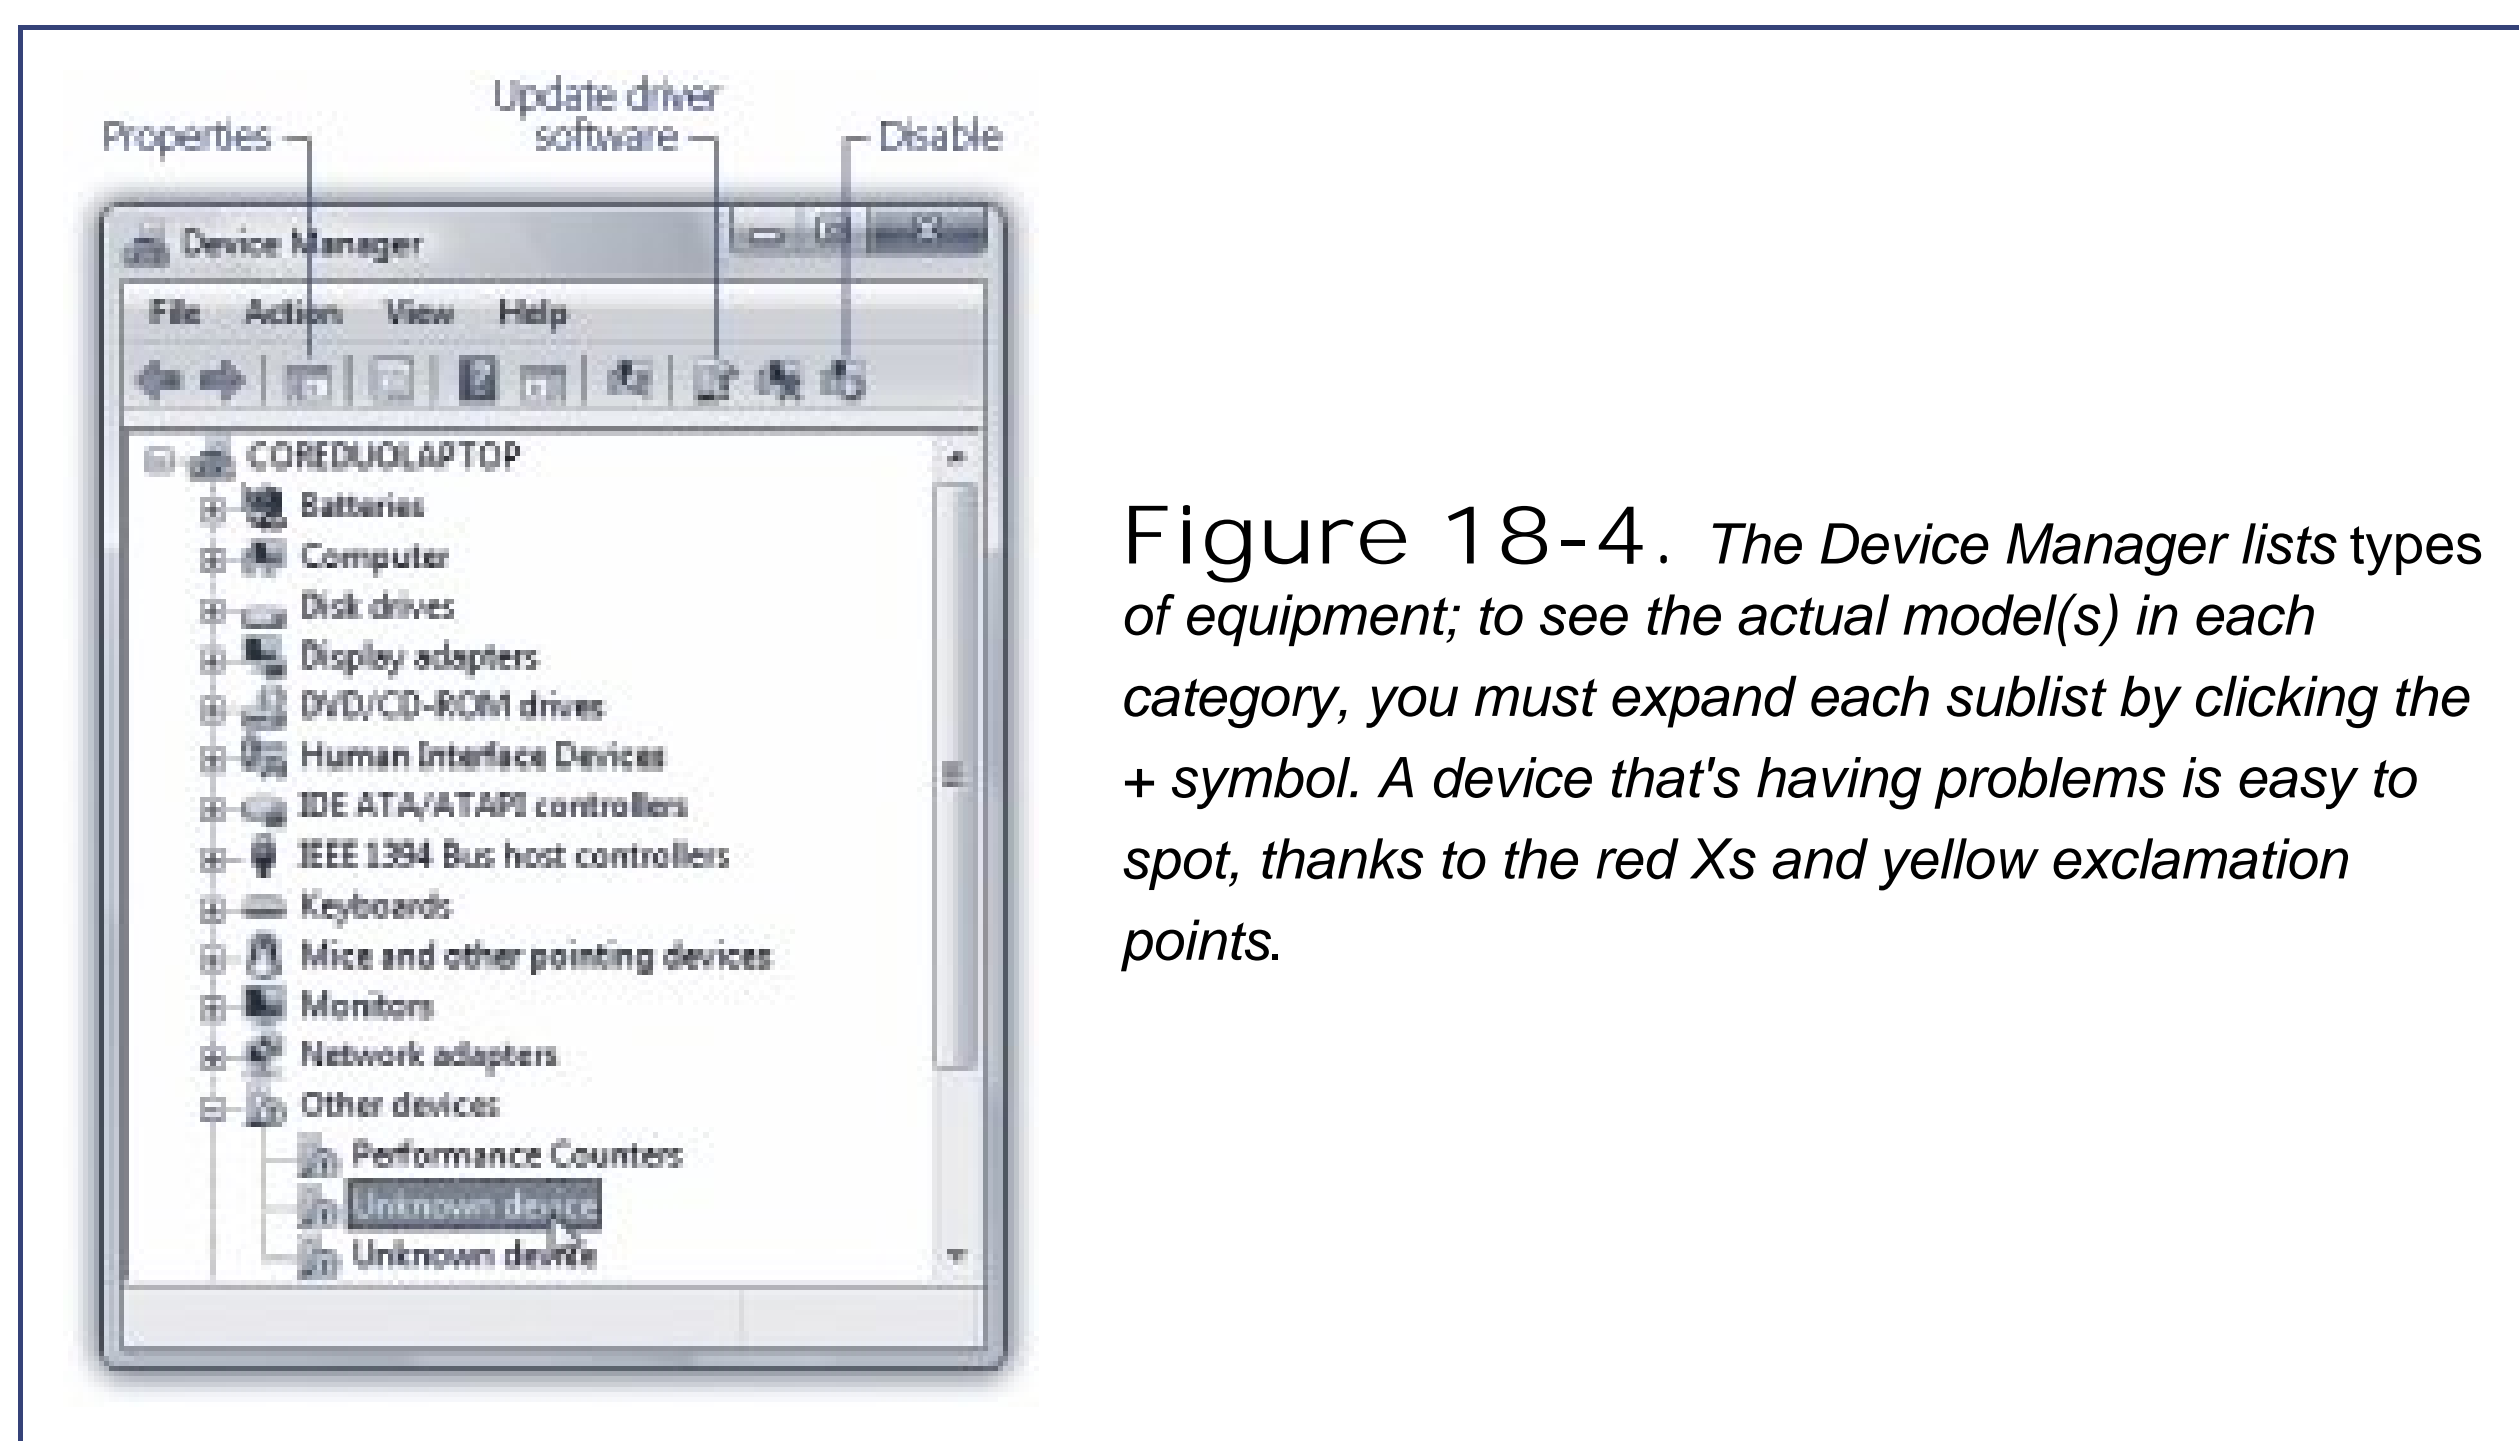 Update driver
Properties software Disable
Device Manager
File Action View Help
COREDUOLAPTOP
Batteries
Computer
Disk drives
Display adapters
DVD/CD-ROM drives
Human Interface Devices
IDE ATA/ATAPI controllers
IEEE 1394 Bus host controllers
Keyboards
Mice and other pointing devices
Monitors
Network adapters
Other devices
Performance Counters
Unknown device
Unknown device
Figure 18-4. The Device Manager lists types
of equipment; to see the actual model(s) in each
category, you must expand each sublist by clicking the
+ symbol. A device that's having problems is easy to
spot, thanks to the red Xs and yellow exclamation
points.